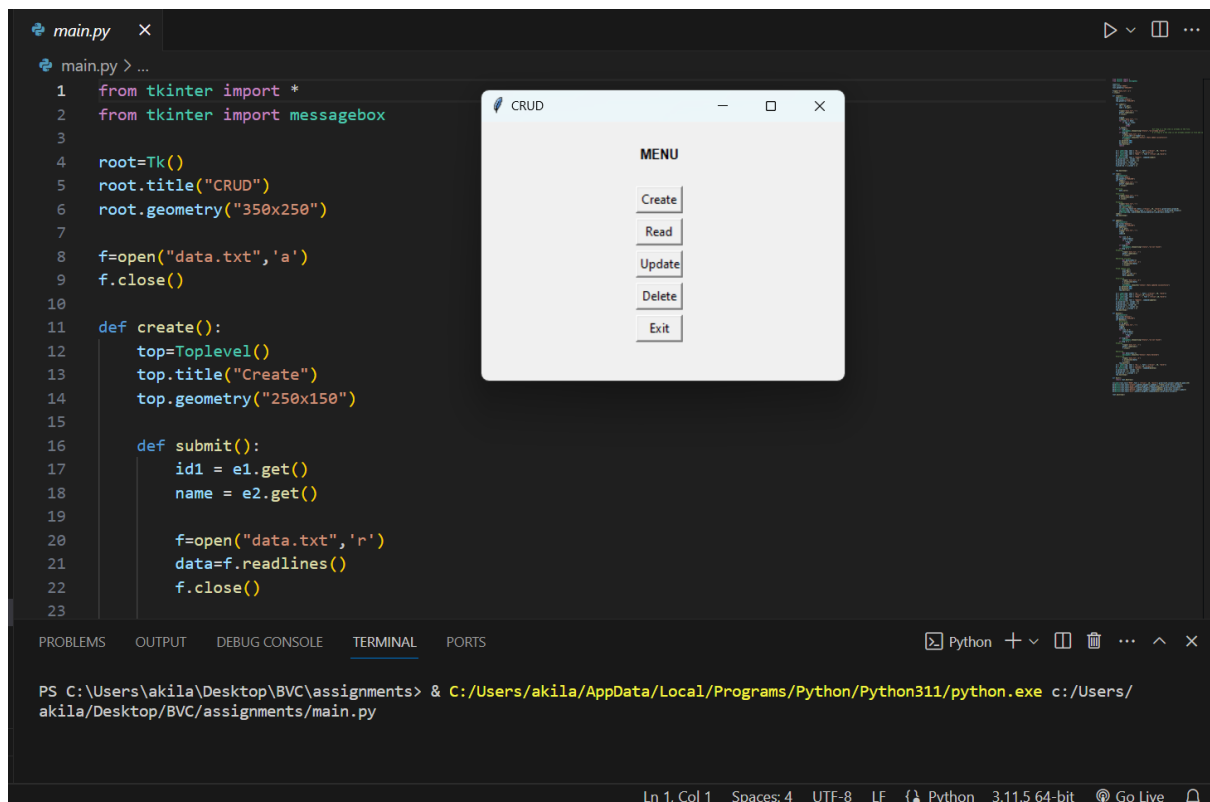 main.py
main.py > ...
1 from tkinter import *
2 from tkinter import messagebox
3
4 root=Tk()
5 root.title("CRUD")
6 root.geometry("350x250")
7
8 f=open("data.txt",'a')
9 f.close()
10
11 def create():
12     top=Toplevel()
13     top.title("Create")
14     top.geometry("250x150")
15
16     def submit():
17         id1 = e1.get()
18         name = e2.get()
19
20         f=open("data.txt",'r')
21         data=f.readlines()
22         f.close()
23
CRUD
MENU
Create
Read
Update
Delete
Exit
PROBLEMS OUTPUT DEBUG CONSOLE TERMINAL PORTS
Python
PS C:\Users\akila\Desktop\BVC\assignments> & C:/Users/akila/AppData/Local/Programs/Python/Python311/python.exe c:/Users/
akila/Desktop/BVC/assignments/main.py
Ln 1, Col 1 Spaces: 4 UTF-8 LF Python 3.11.5 64-bit Go Live